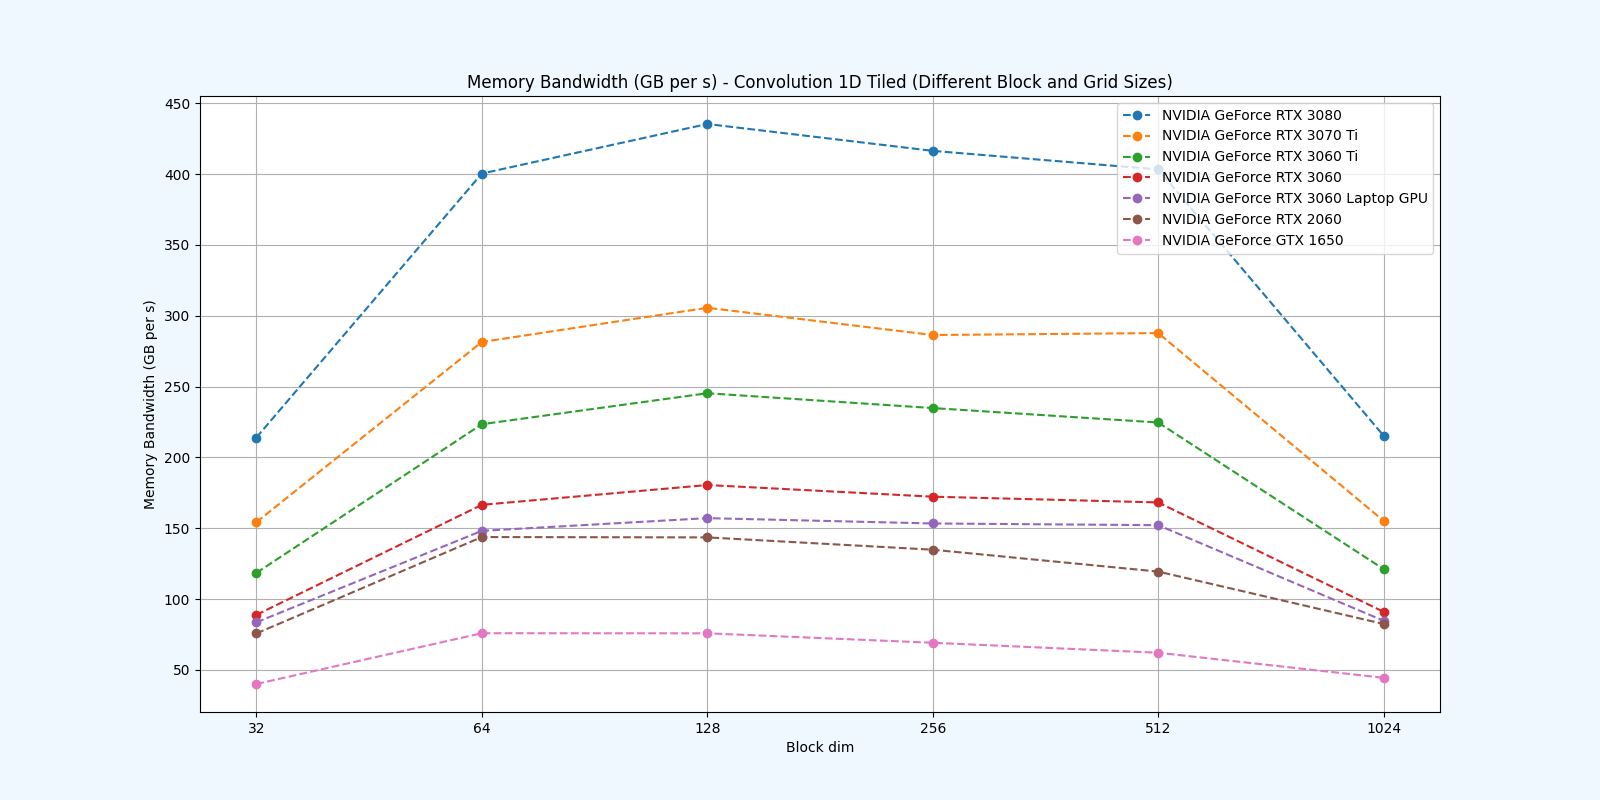 Memory Bandwidth (GB per s) - Convolution 1D Tiled (Different Block and Grid Sizes)
450
400
350
300
250
200
150
100
50
Memory Bandwidth (GB per s)
NVIDIA GeForce RTX 3080
NVIDIA GeForce RTX 3070 Ti
NVIDIA GeForce RTX 3060 Ti
NVIDIA GeForce RTX 3060
NVIDIA GeForce RTX 3060 Laptop GPU
NVIDIA GeForce RTX 2060
NVIDIA GeForce GTX 1650
32 64 128 256 512 1024
Block dim